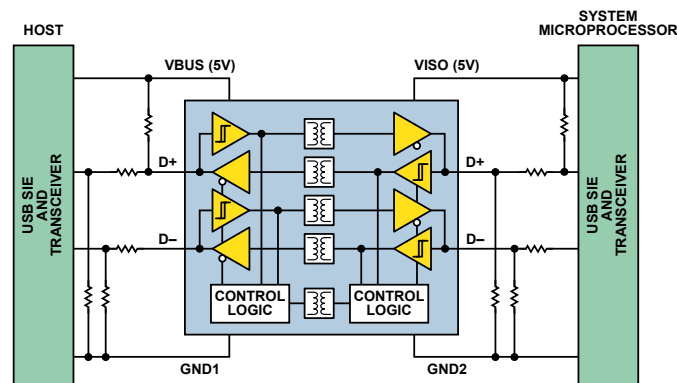 HOST
SYSTEM
MICROPROCESSOR
VBUS (5V)
VISO (5V)
USB SIE
AND
TRANSCEIVER
D+
D+
USB SIE
AND
TRANSCEIVER
D–
D–
CONTROL
LOGIC
CONTROL
LOGIC
GND1
GND2